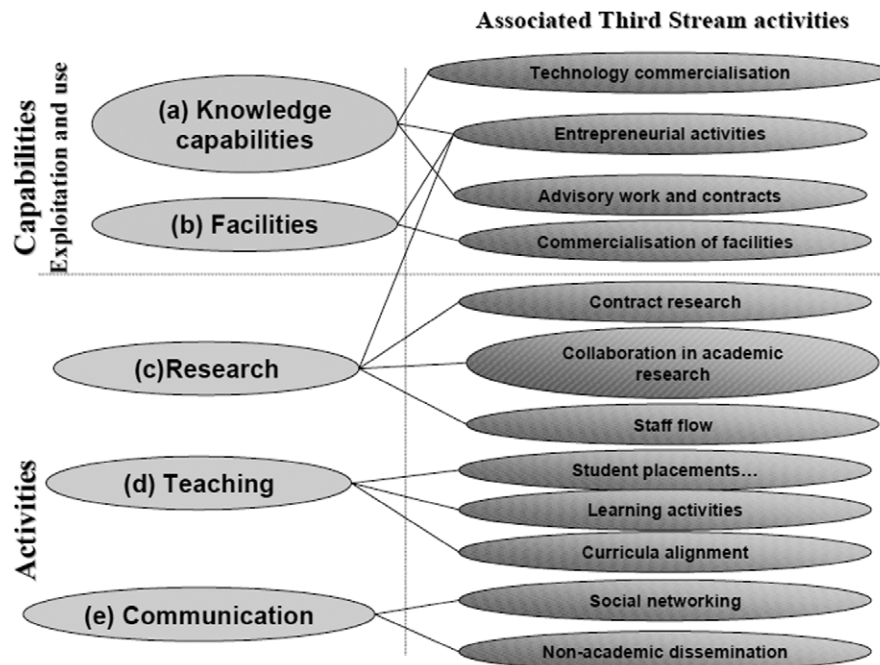 Associated Third Stream activities
Capabilities
Exploitation and use
(a) Knowledge
capabilities
(b) Facilities
Technology commercialisation
Entrepreneurial activities
Advisory work and contracts
Commercialisation of facilities
Activities
(c)Research
(d) Teaching
(e) Communication
Contract research
Collaboration in academic
research
Staff flow
Student placements…
Learning activities
Curricula alignment
Social networking
Non-academic dissemination